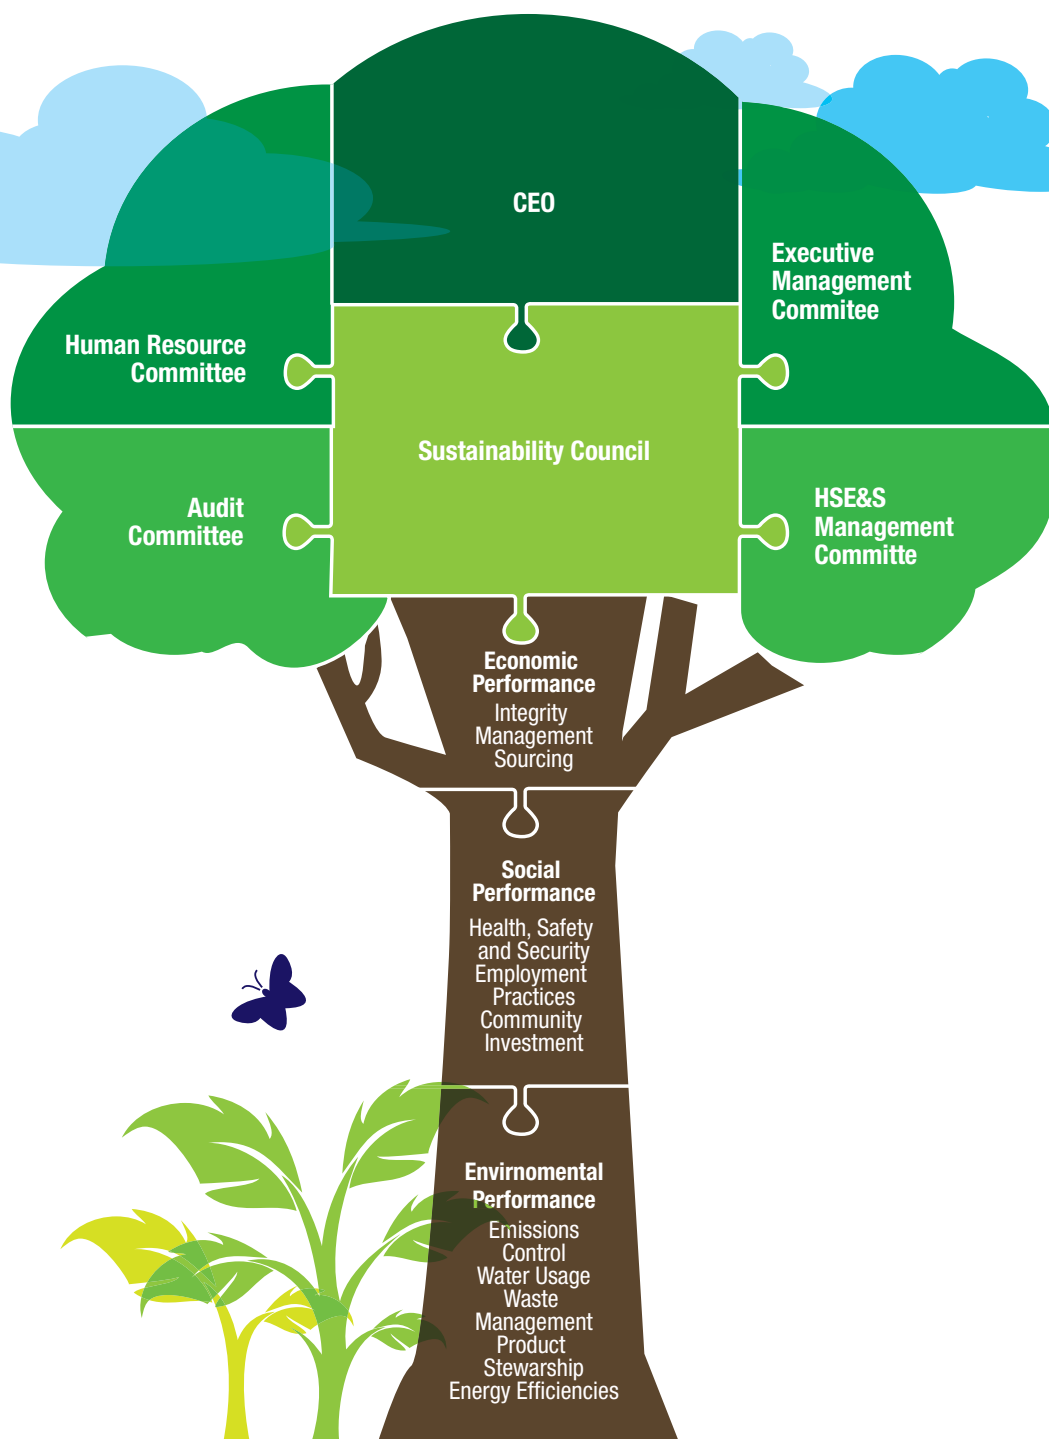 CEO
Executive
Management
Commitee
Human Resource
Committee
Sustainability Council
Audit
Committee
HSE&S
Management
Committe
Economic
Performance
Integrity
Management
Sourcing
Social
Performance
Health, Safety
and Security
Employment
Practices
Community
Investment
Envirnomental
Performance
Emissions
Control
Water Usage
Waste
Management
Product
Stewarship
Energy Efficiencies